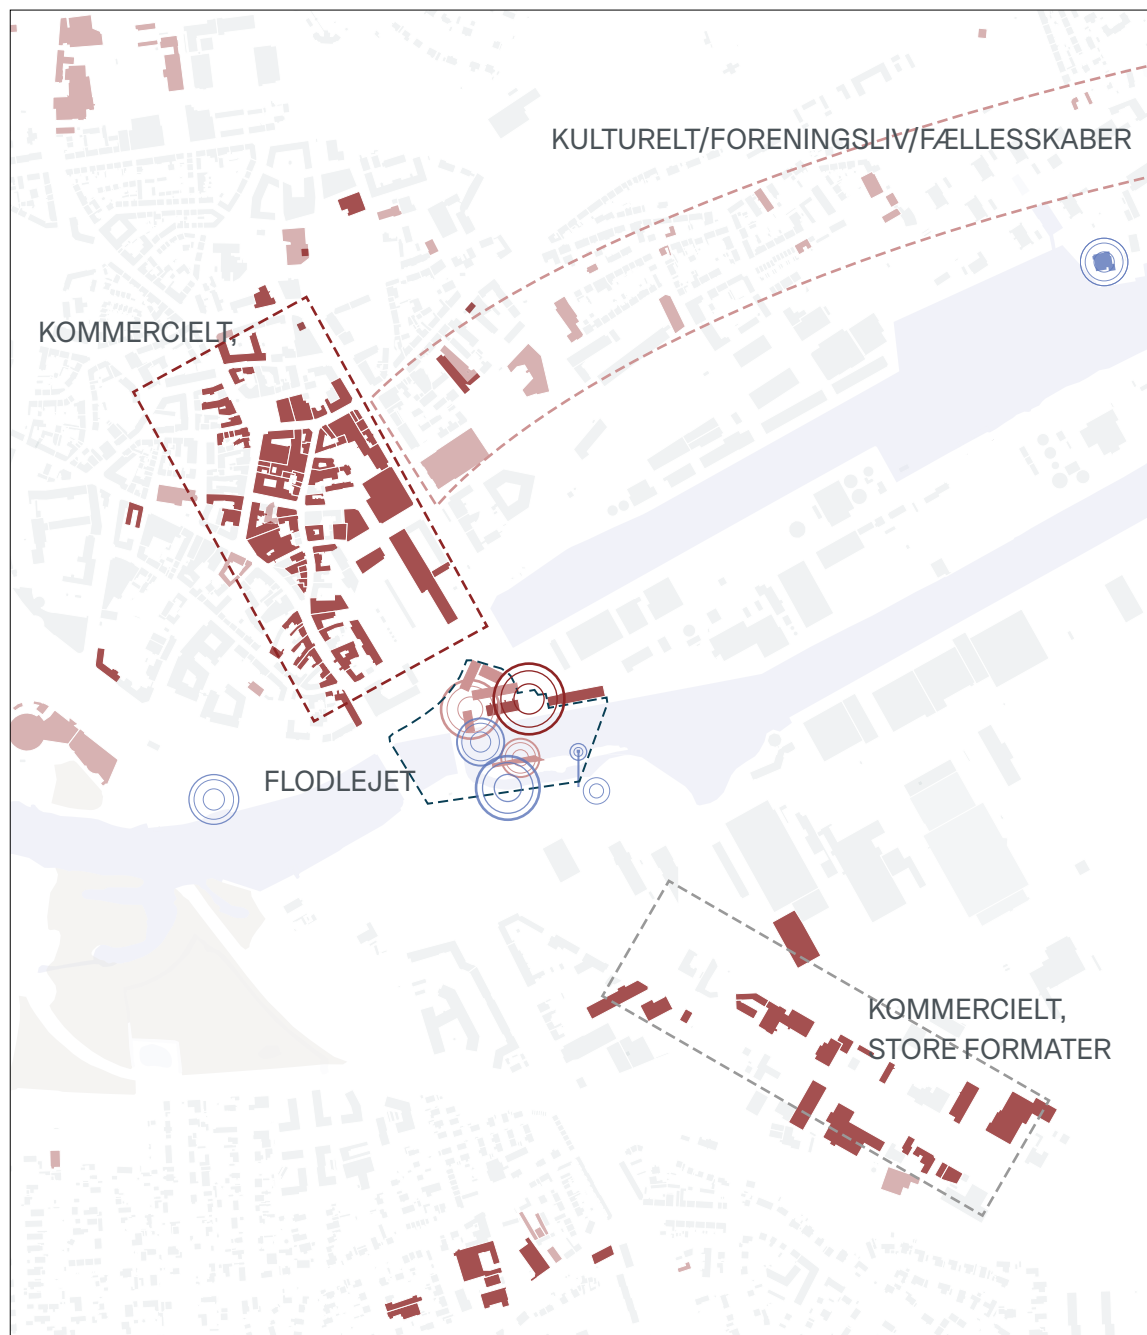 KULTURELT/FORENINGSLIV/FÆLLESSKABER
KOMMERCIELT,
FLODLEJET
KOMMERCIELT,
STORE FORMATER